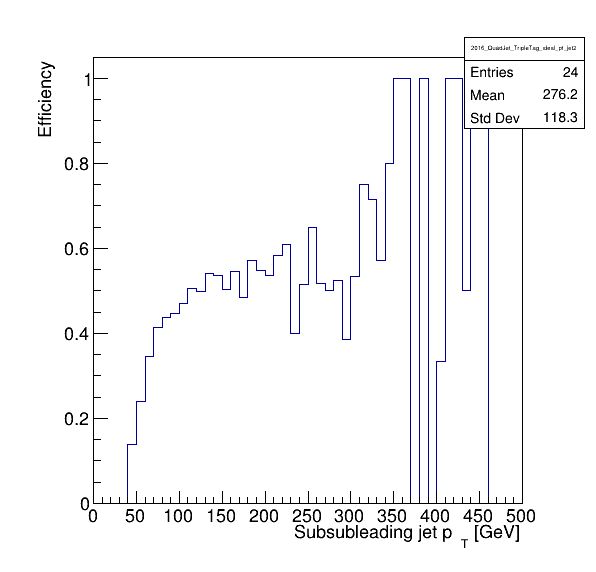 2016_QuadJet_TripleTag_ideal_pt_jet2
Entries 24
Mean 276.2
Std Dev 118.3
Efficiency
1
0.8
0.6
0.4
0.2
0
0 50 100 150 200 250 300 350 400 450 500
Subsubleading jet p T [GeV]